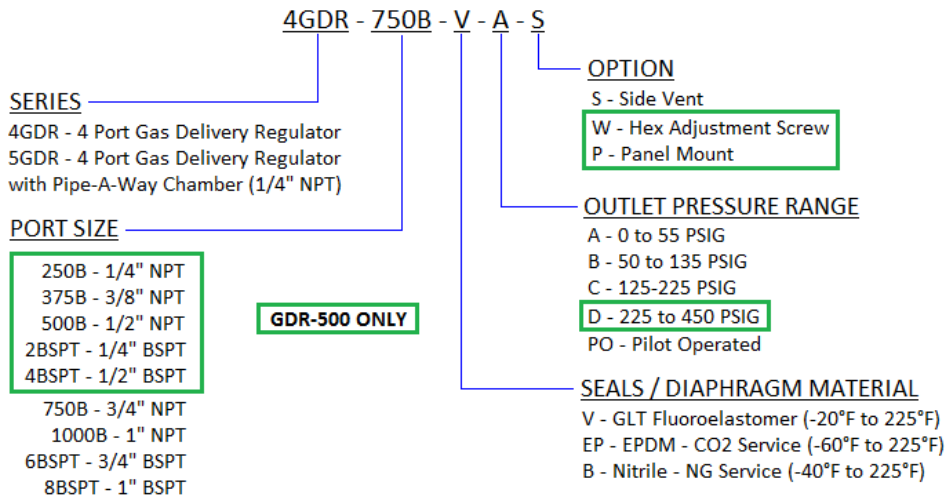 4GDR - 750B - V - A - S
SERIES
4GDR - 4 Port Gas Delivery Regulator
5GDR - 4 Port Gas Delivery Regulator
with Pipe-A-Way Chamber (1/4" NPT)
PORT SIZE
250B - 1/4" NPT
375B - 3/8" NPT
500B - 1/2" NPT
2BSPT - 1/4" BSPT
4BSPT - 1/2" BSPT
750B - 3/4" NPT
1000B - 1" NPT
6BSPT - 3/4" BSPT
8BSPT - 1" BSPT
GDR-500 ONLY
OPTION
S - Side Vent
W - Hex Adjustment Screw
P - Panel Mount
OUTLET PRESSURE RANGE
A - 0 to 55 PSIG
B - 50 to 135 PSIG
C - 125-225 PSIG
D - 225 to 450 PSIG
PO - Pilot Operated
SEALS / DIAPHRAGM MATERIAL
V - GLT Fluoroelastomer (-20°F to 225°F)
EP - EPDM - CO2 Service (-60°F to 225°F)
B - Nitrile - NG Service (-40°F to 225°F)